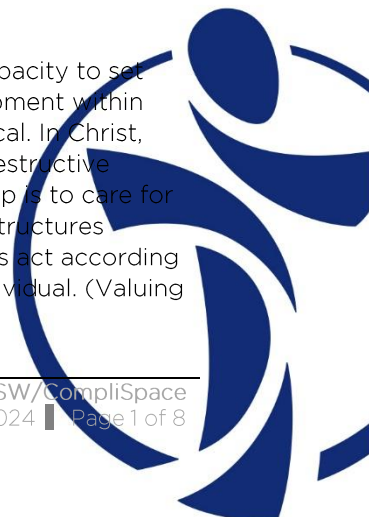 pacity to set
pment within
cal. In Christ,
estructive
p is to care for
tructures
s act according
vidual. (Valuing
SW/CompliSpace
024 Page 1 of 8